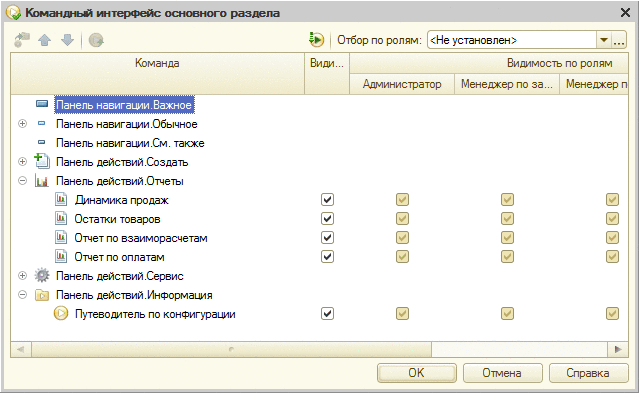 Командный интерфейс основного раздела
Отбор по ролям: <Не установлен>
Команда Види... Видимость по ролям
Администратор Менеджер по за... Менеджер п
Панель навигации.Важное
Панель навигации.Обычное
Панель навигации.См. также
Панель действий.Создать
Панель действий.Отчеты
Динамика продаж
Остатки товаров
Отчет по взаиморасчетам
Отчет по оплатам
Панель действий.Сервис
Панель действий.Информация
Путеводитель по конфигурации
OK Отмена Справка